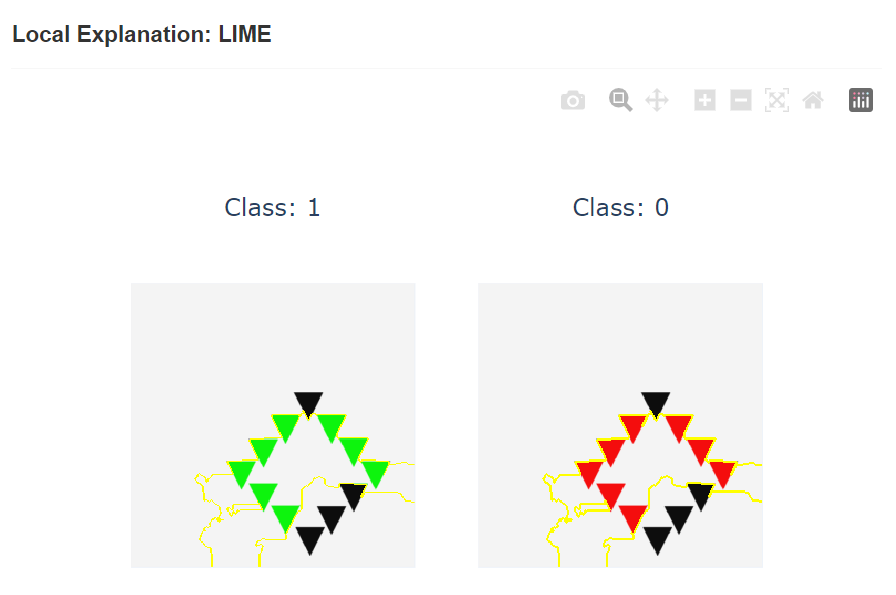 Local Explanation: LIME
Class: 1
Class: 0